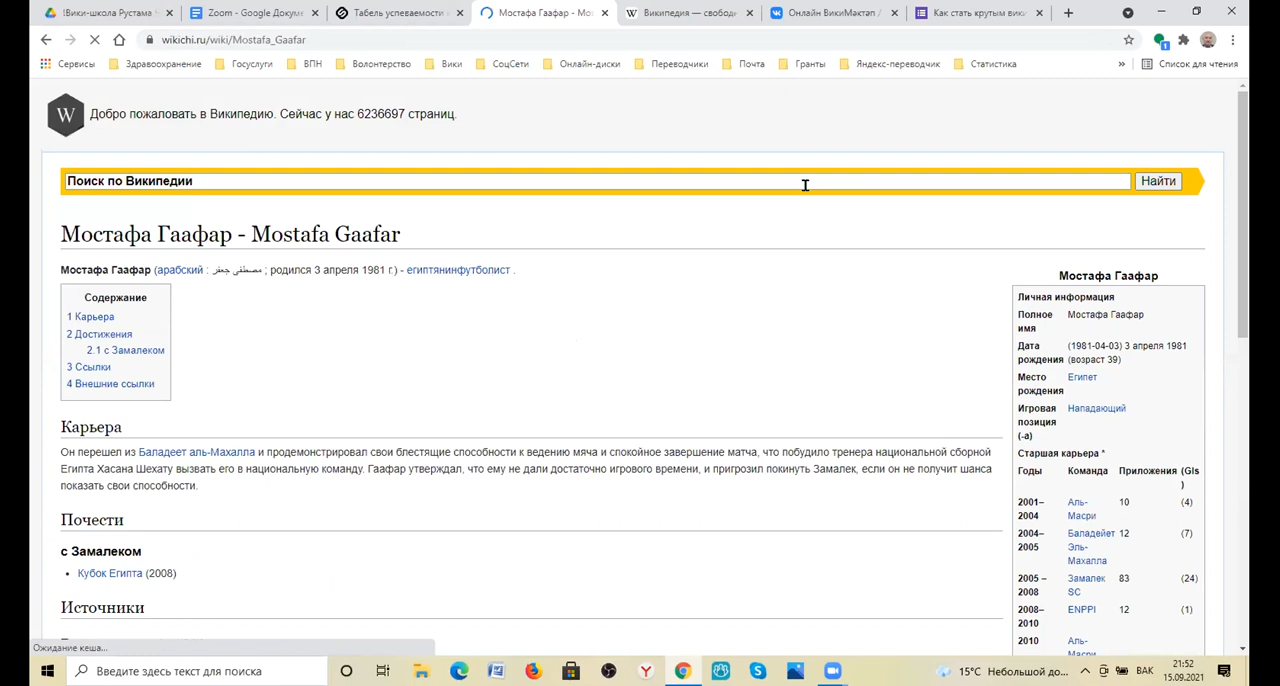 !Вики-школа Рустама
Zoom - Google Докуме
Табель успеваемости
Мостафа Гаафар - Mos
Википедия — свободн
Онлайн ВикиМәктәп /
Как стать крутым вик
wikichi.ru/wiki/Mostafa_Gaafar
Сервисы
Здравоохранение
Госуслуги
ВПН
Волонтерство
Вики
СоцСети
Онлайн-диски
Переводчики
Почта
Гранты
Яндекс-переводчик
Статистика
»
Список для чтения
W
Добро пожаловать в Википедию. Сейчас у нас 6236697 страниц.
Поиск по Википедии
Найти
Мостафа Гаафар - Mostafa Gaafar
Мостафа Гаафар (арабский : مصطفى جعفر ; родился 3 апреля 1981 г.) - египтянинфутболист .
Содержание
1 Карьера
2 Достижения
2.1 с Замалеком
3 Ссылки
4 Внешние ссылки
Карьера
Он перешел из Баладеет аль-Махалла и продемонстрировал свои блестящие способности к ведению мяча и спокойное завершение матча, что побудило тренера национальной сборной
Египта Хасана Шехату вызвать его в национальную команду. Гаафар утверждал, что ему не дали достаточно игрового времени, и пригрозил покинуть Замалек, если он не получит шанса
показать свои способности.
Почести
с Замалеком
• Кубок Египта (2008)
Источники
Мостафа Гаафар
Личная информация
Полное Мостафа Гаафар
имя
Дата (1981-04-03) 3 апреля 1981
рождения (возраст 39)
Место Египет
рождения
Игровая Нападающий
позиция
(-а)
Старшая карьера *
Годы Команда Приложения (Gls
)
2001– Аль- 10 (4)
2004 Масри
2004– Баладейет 12 (7)
2005 Эль-
Махалла
2005 – Замалек 83 (24)
2008 SC
2008– ENPPI 12 (1)
2010
2010 Аль-
Масри
Ожидание кеша...
Введите здесь текст для поиска
15°C Небольшой до...
ВАК
21:52
15.09.2021